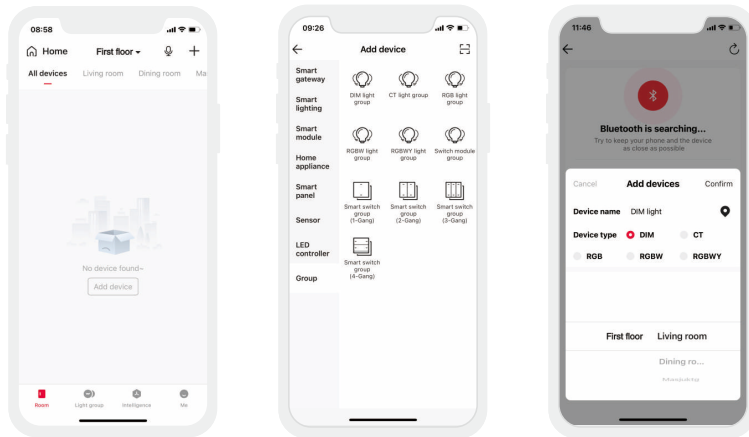 08:58
Home First floor
All devices Living room Dining room Ma
No device found~
Add device
Room Light group Intelligence Me
09:26
Add device
Smart
gateway
Smart
lighting
Smart
module
Home
appliance
Smart
panel
Sensor
LED
controller
Group
DIM light
group
CT light group
RGB light
group
RGBW light
group
RGBWY light
group
Switch module
group
Smart switch
group
(1-Gang)
Smart switch
group
(2-Gang)
Smart switch
group
(3-Gang)
Smart switch
group
(4-Gang)
11:46
Bluetooth is searching...
Try to keep your phone and the device
as close as possible
Cancel Add devices Confirm
Device name DIM light
Device type DIM CT
RGB RGBW RGBWY
First floor Living room
Dining ro...